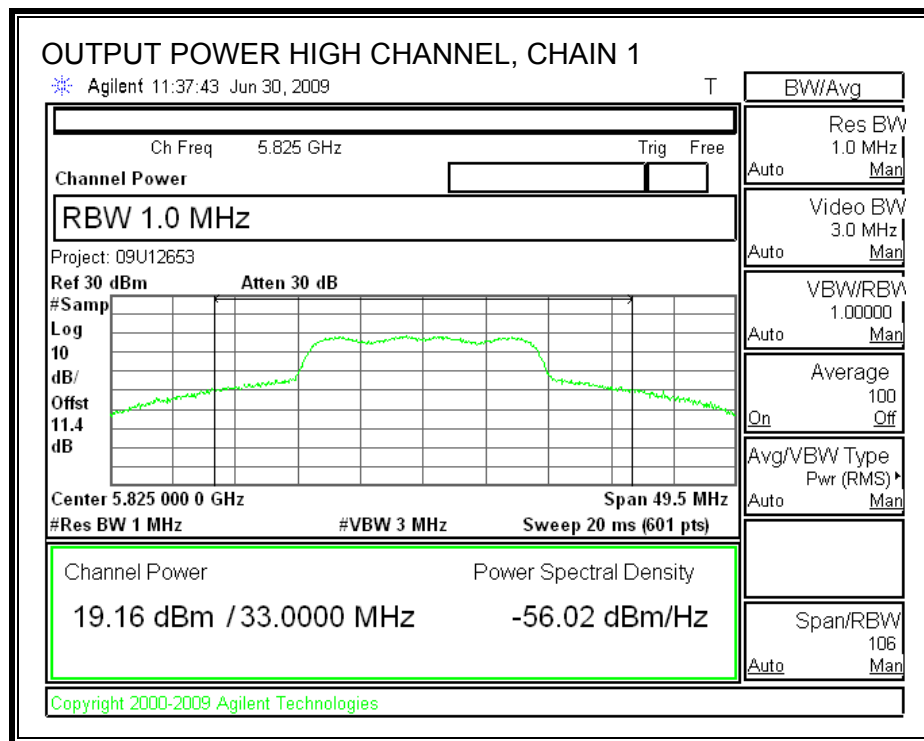 OUTPUT POWER HIGH CHANNEL, CHAIN 1
Agilent 11:37:43 Jun 30, 2009 T
Ch Freq 5.825 GHz Trig Free
Channel Power
RBW 1.0 MHz
Project: 09U12653
Ref 30 dBm Atten 30 dB
#Samp
Log
10
dB/
Offst
11.4
dB
Center 5.825 000 0 GHz Span 49.5 MHz
#Res BW 1 MHz #VBW 3 MHz Sweep 20 ms (601 pts)
Channel Power Power Spectral Density
19.16 dBm / 33.0000 MHz -56.02 dBm/Hz
Copyright 2000-2009 Agilent Technologies
BW/Avg
Res BW
1.0 MHz
Auto Man
Video BW
3.0 MHz
Auto Man
VBW/RBW
1.00000
Auto Man
Average
100
On Off
Avg/VBW Type
Pwr (RMS)
Auto Man
Span/RBW
106
Auto Man